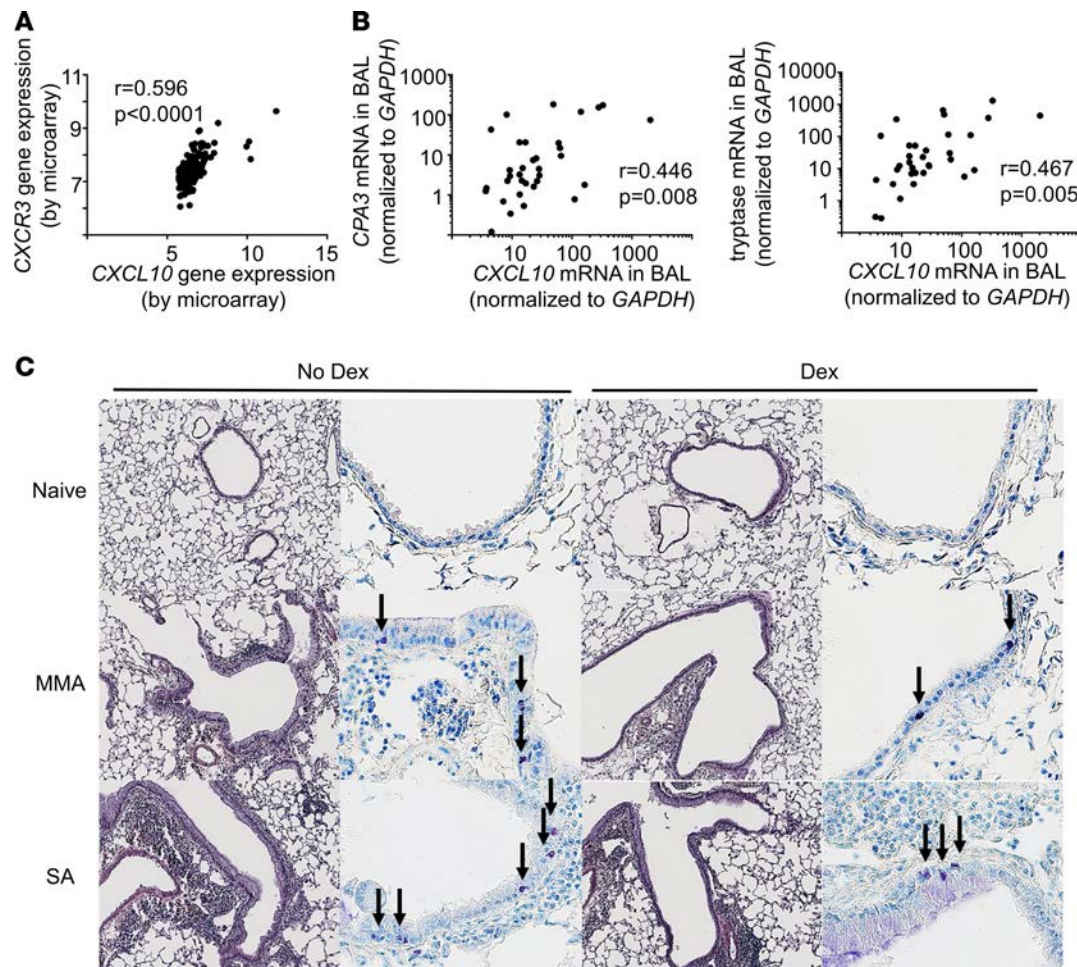 A
CXCR3 gene expression
(by microarray)
11
9
7
5
10
15
r=0.596
p<0.0001
CXCL10 gene expression
(by microarray)
B
CPA3 mRNA in BAL
(normalized to GAPDH)
1000
100
10
1
10
100
1000
r=0.446
p=0.008
CXCL10 mRNA in BAL
(normalized to GAPDH)
tryptase mRNA in BAL
(normalized to GAPDH)
10000
1000
100
10
1
10
100
1000
r=0.467
p=0.005
CXCL10 mRNA in BAL
(normalized to GAPDH)
C
No Dex
Dex
Naive
MMA
SA